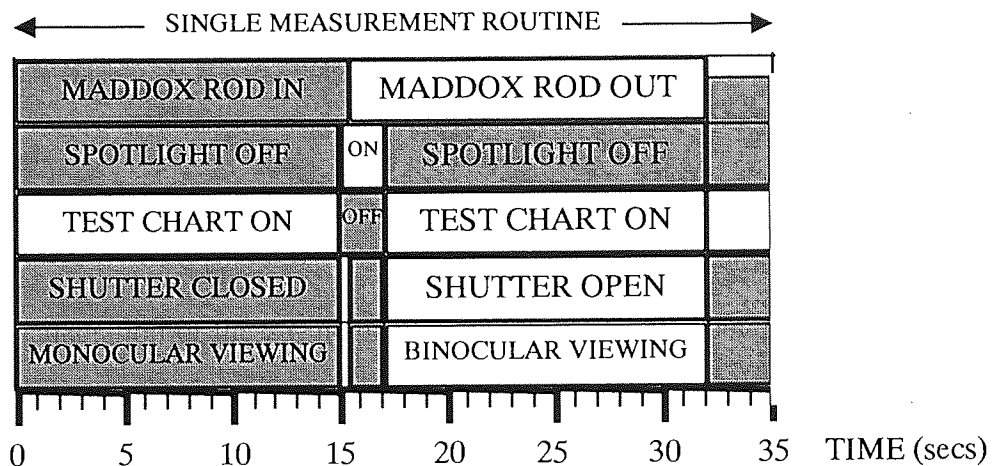 SINGLE MEASUREMENT ROUTINE
MADDOX ROD IN MADDOX ROD OUT
SPOTLIGHT OFF ON SPOTLIGHT OFF
TEST CHART ON OFF TEST CHART ON
SHUTTER CLOSED SHUTTER OPEN
MONOCULAR VIEWING BINOCULAR VIEWING
0 5 10 15 20 25 30 35 TIME (secs)